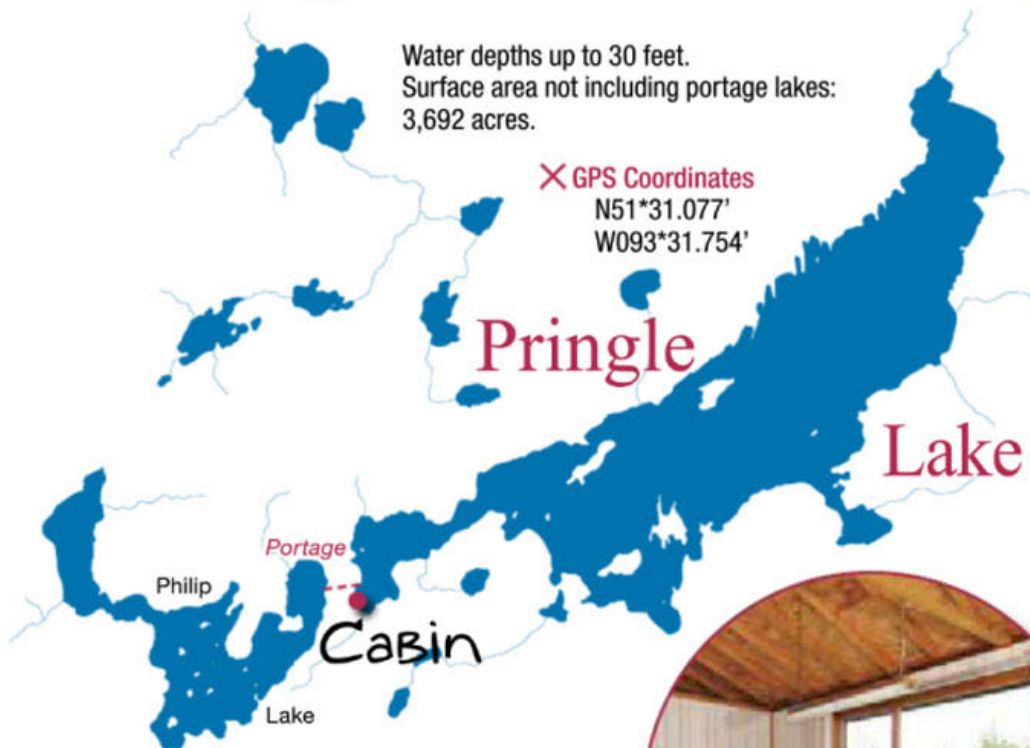 Water depths up to 30 feet.
Surface area not including portage lakes:
3,692 acres.
X GPS Coordinates
N51*31.077'
W093*31.754'
Pringle
Lake
Portage
Philip
CaBin
Lake